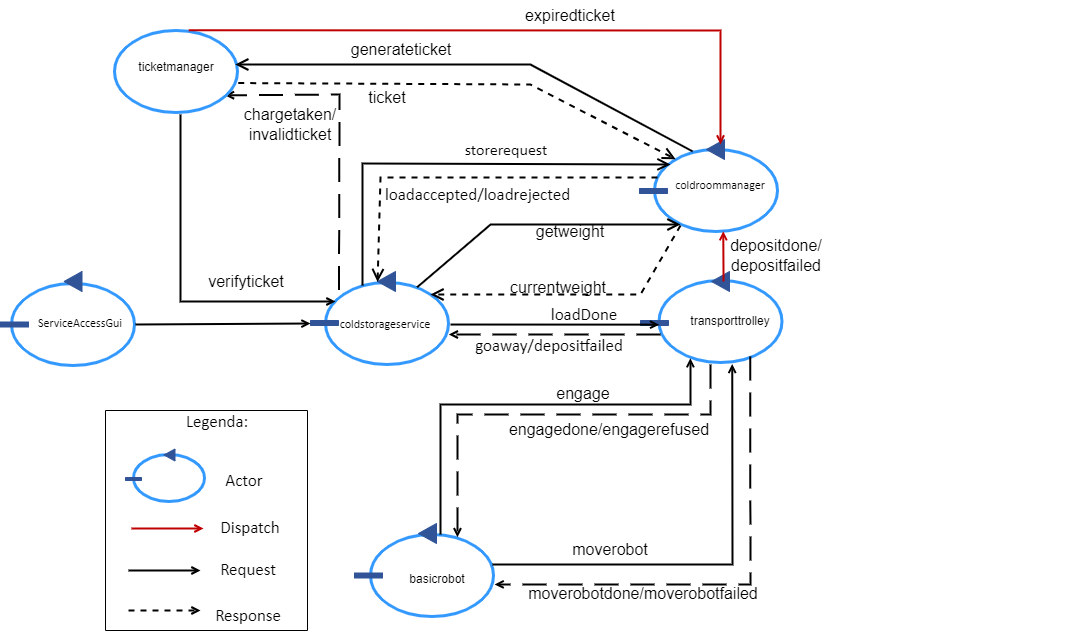 expiredticket
generateticket
ticketmanager
ticket
chargetaken/
invalidticket
storerequest
coldroommanager
loadaccepted/loadrejected
getweight
depositdone/
depositfailed
verifyticket
currentweight
ServiceAccessGui
coldstorageservice
loadDone
transporttrolley
goaway/depositfailed
engage
engagedone/engagerefused
Legenda:
Actor
Dispatch
Request
Response
moverobot
basicrobot
moverobotdone/moverobotfailed